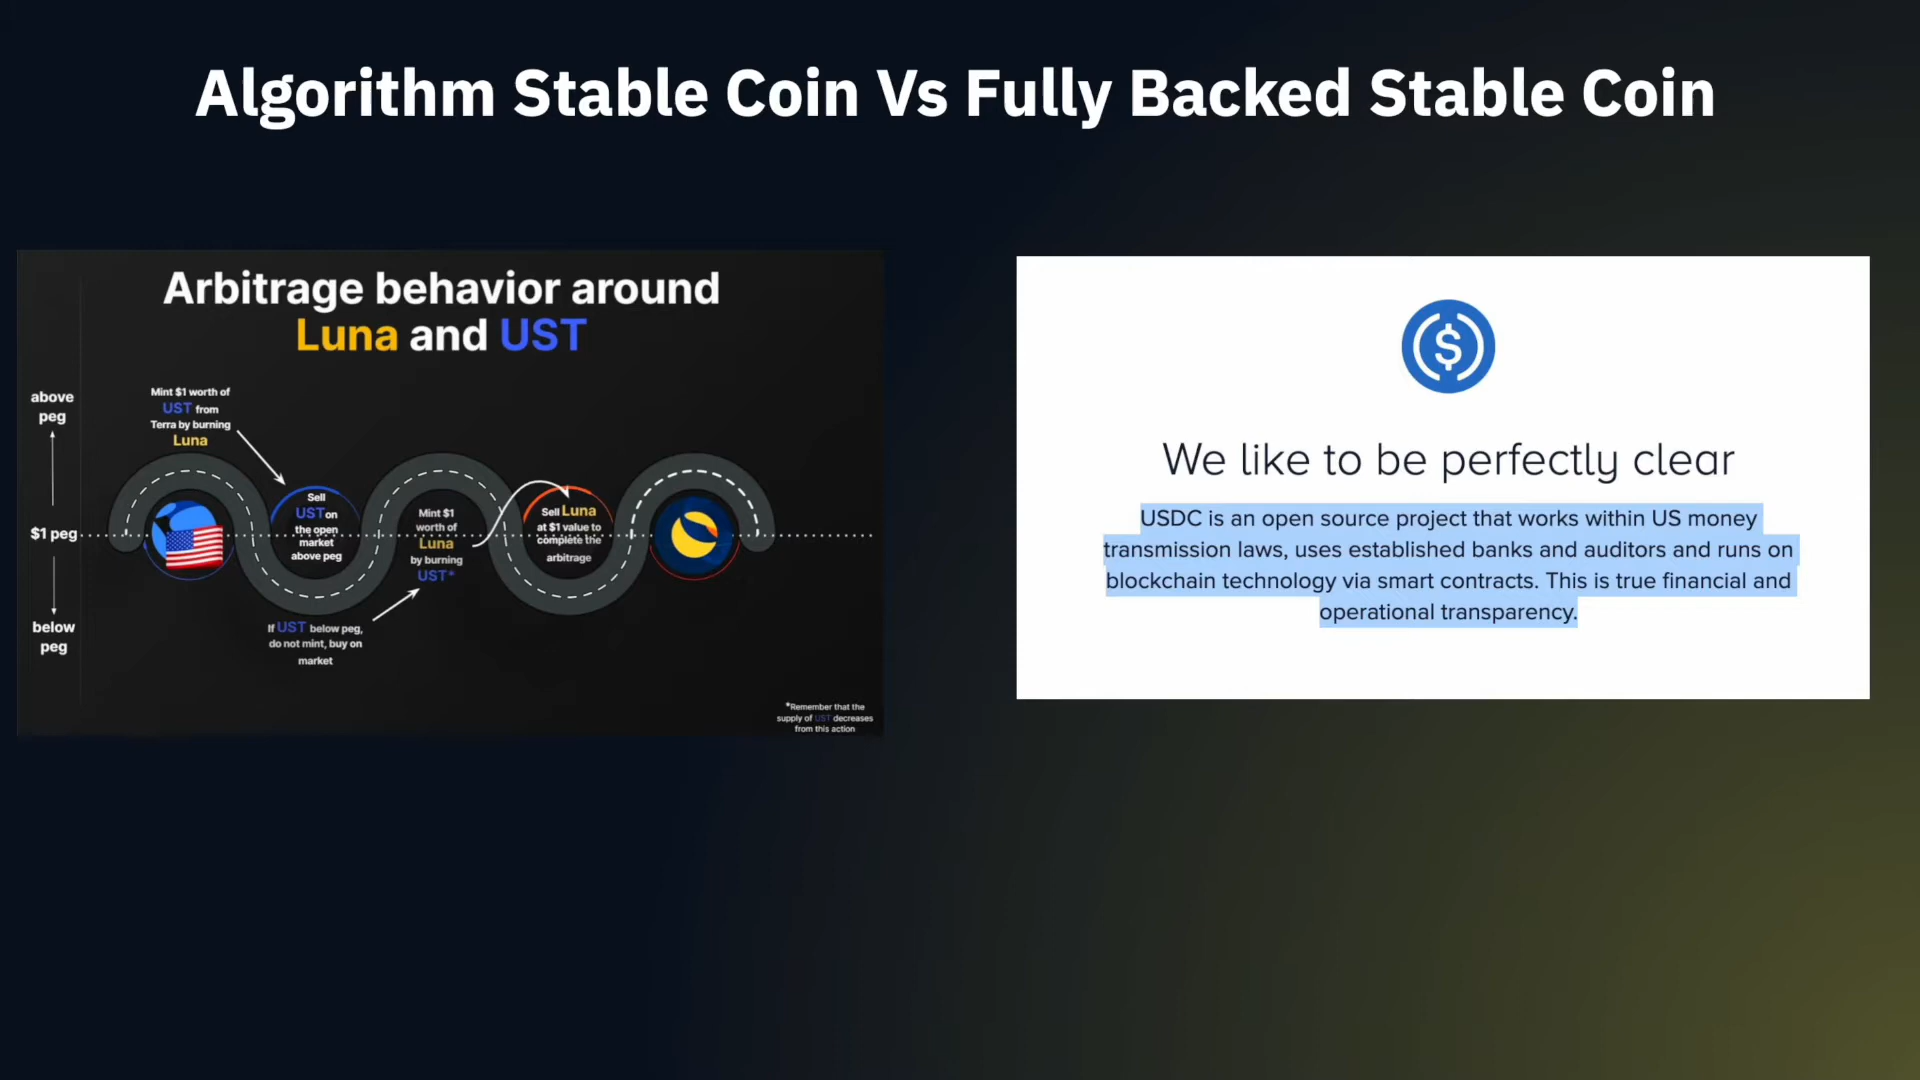 Algorithm Stable Coin Vs Fully Backed Stable Coin
Arbitrage behavior around
Luna and UST
above
peg
$1 peg
below
peg
Mint $1 worth of
UST from
Terra by burning
Luna
Sell
UST on
the open
market
above peg
If UST below peg,
do not mint, buy on
market
Mint $1
worth of
Luna
by burning
UST*
Sell Luna
at $1 value to
complete the
arbitrage
*Remember that the
supply of UST decreases
from this action
$
We like to be perfectly clear
USDC is an open source project that works within US money
transmission laws, uses established banks and auditors and runs on
blockchain technology via smart contracts. This is true financial and
operational transparency.